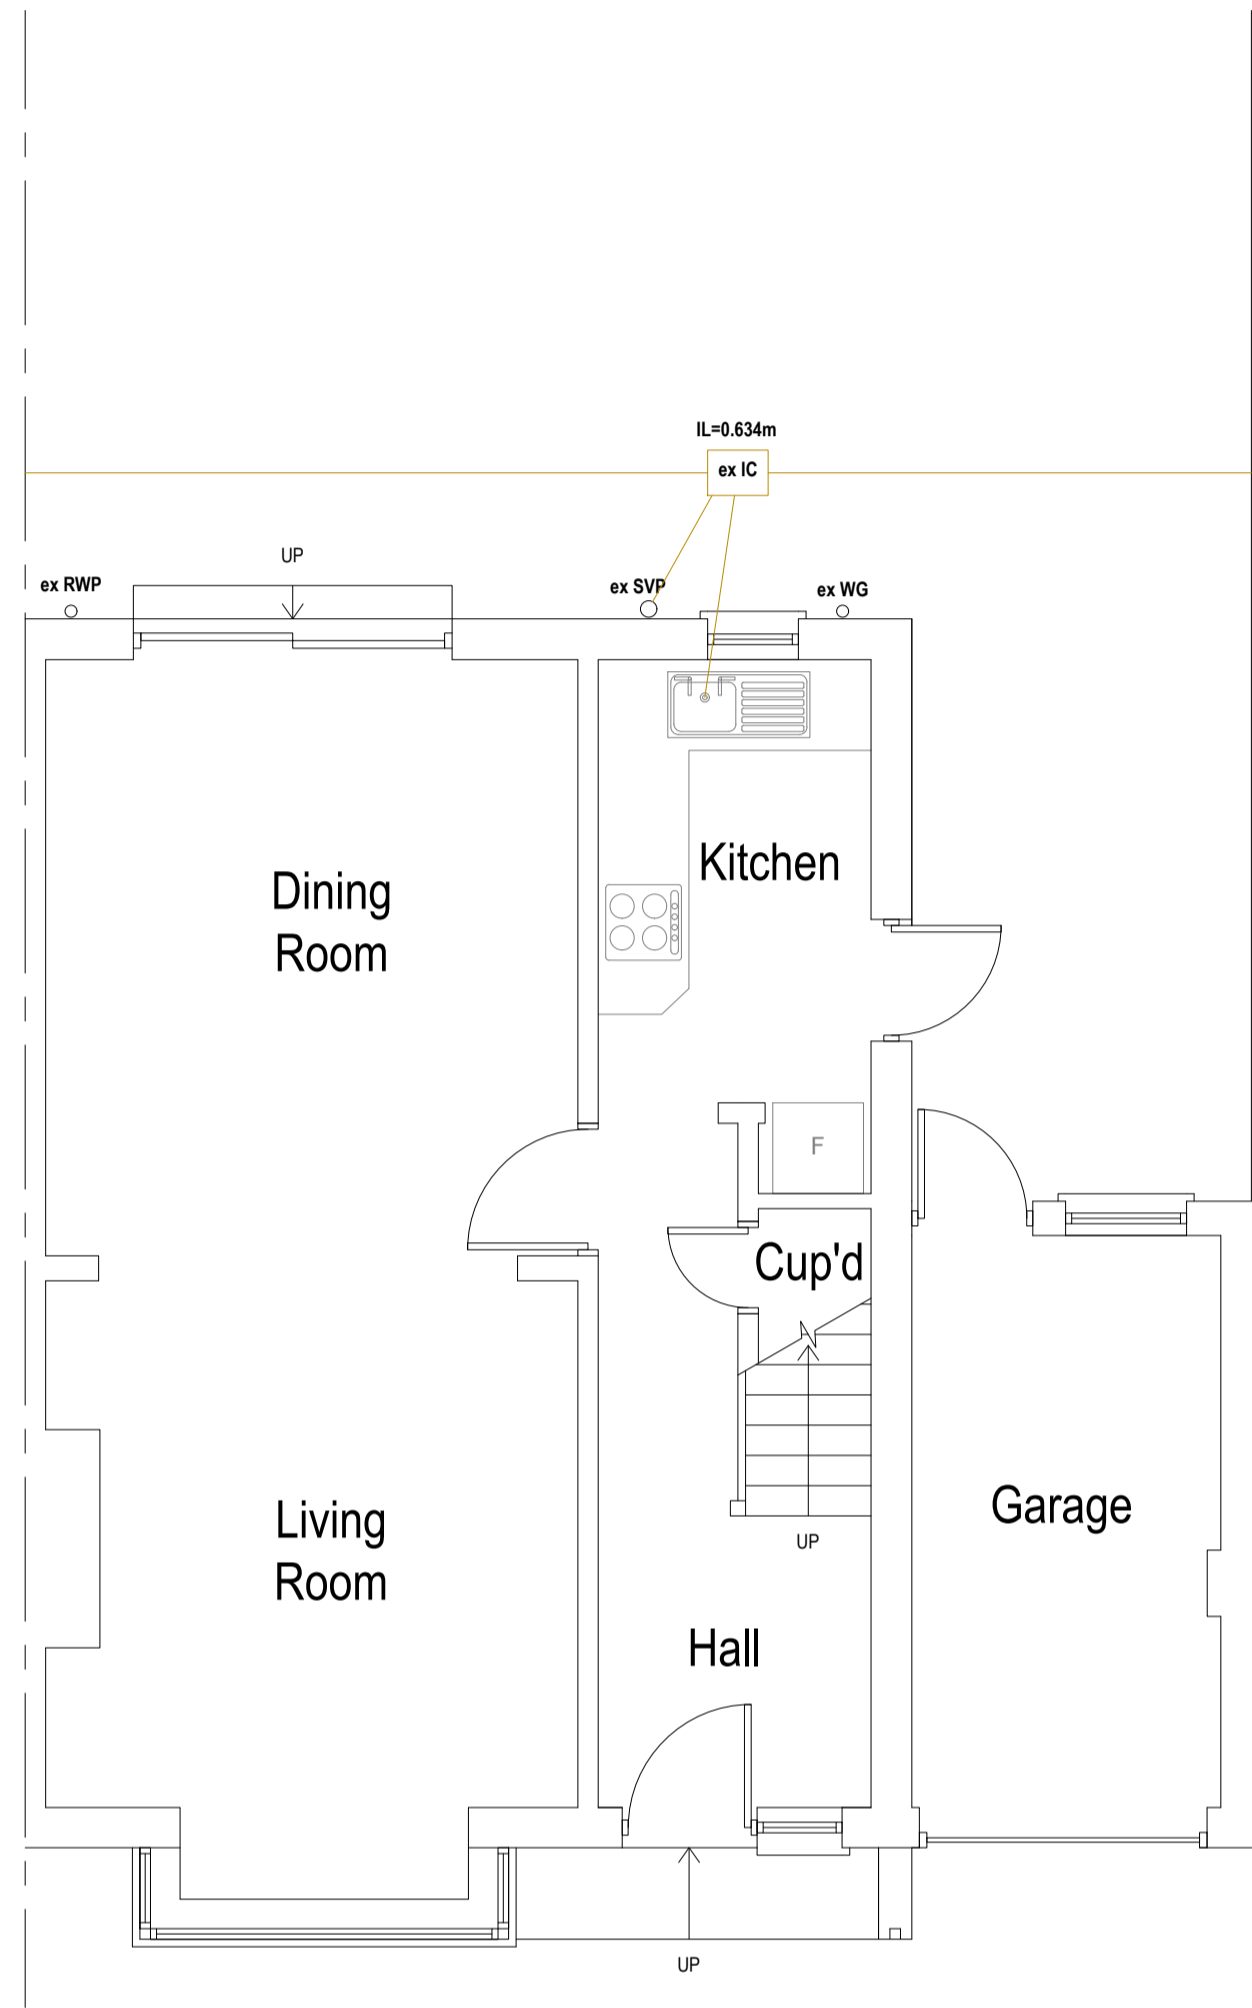 IL=0.634m
ex IC
UP
ex RWP
ex SVP
ex WG
Kitchen
Dining
Room
F
Cup'd
Living
Room
Garage
UP
Hall
UP